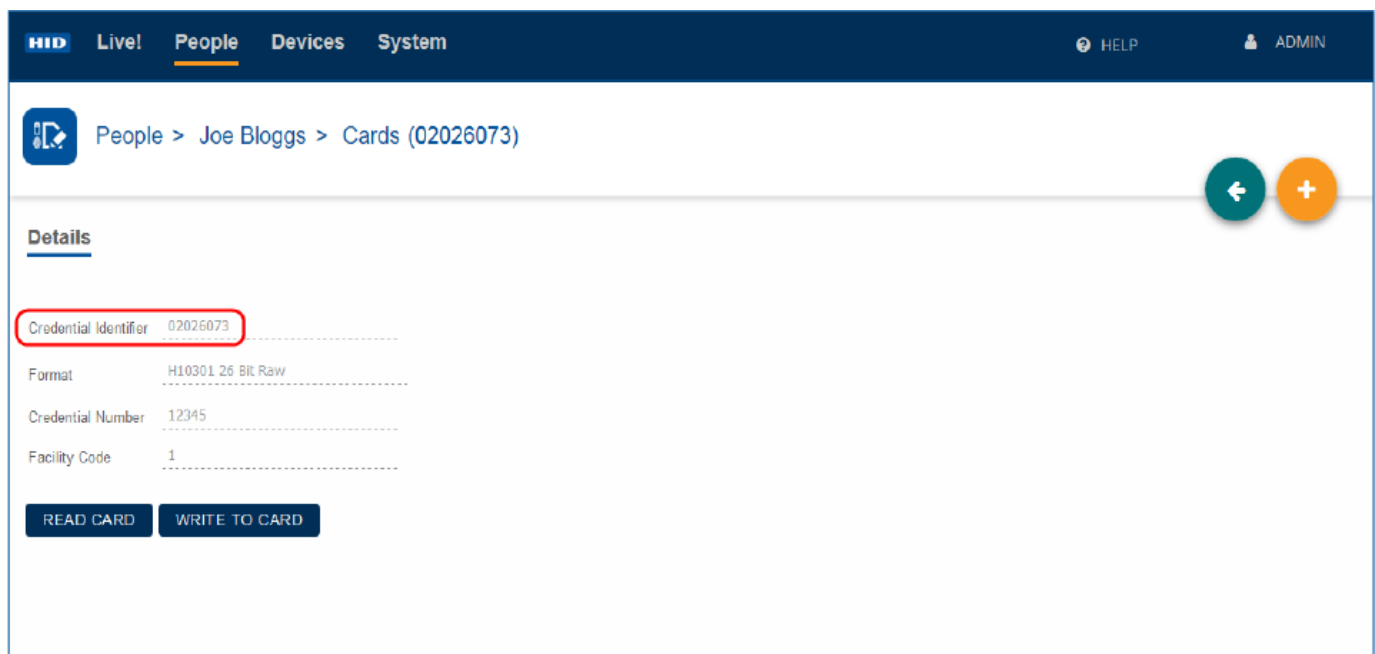 HID Live! People Devices System HELP ADMIN
People > Joe Bloggs > Cards (02026073)
Details
Credential Identifier 02026073
Format H10301 26 Bit Raw
Credential Number 12345
Facility Code 1
READ CARD WRITE TO CARD